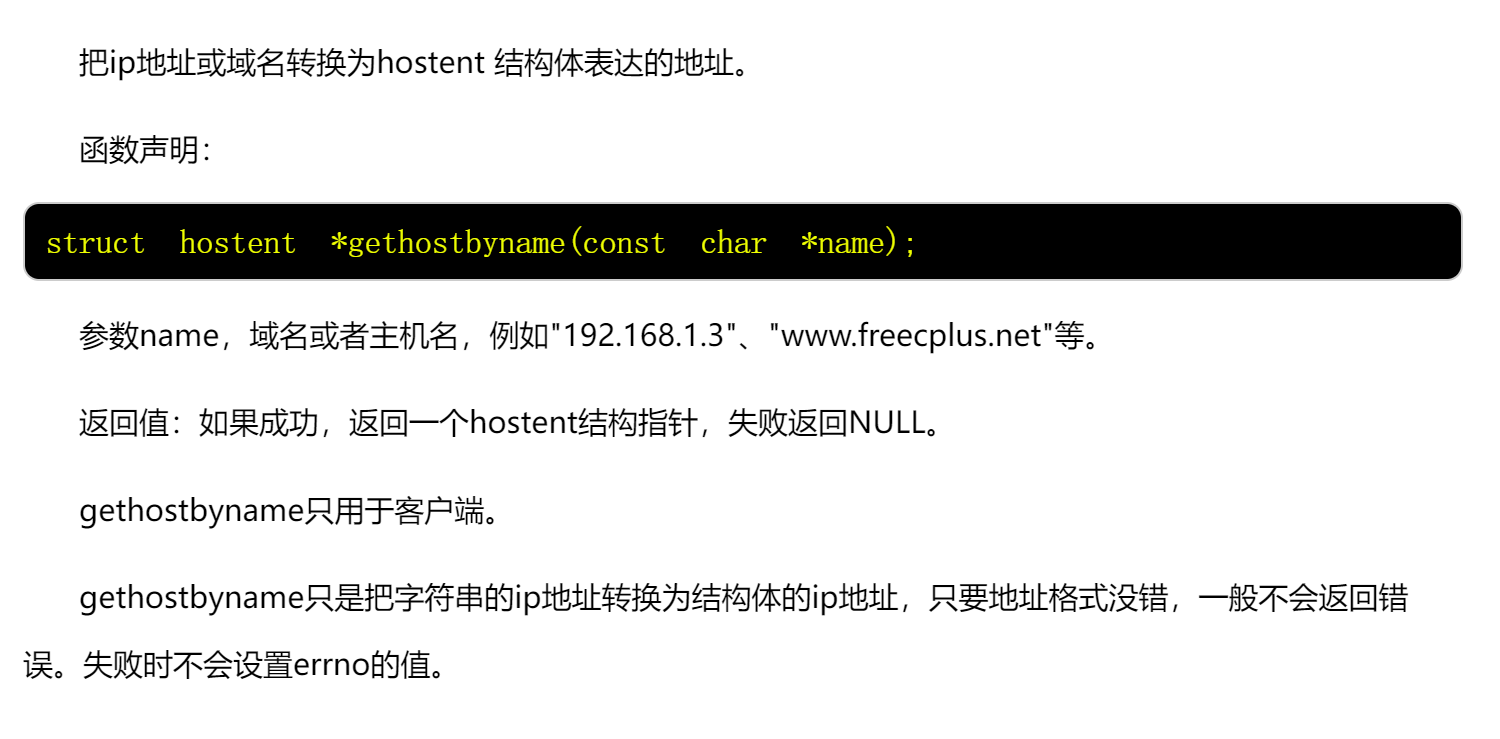 把ip地址或域名转换为hostent 结构体表达的地址。
函数声明：
struct hostent *gethostbyname(const char *name);
参数name，域名或者主机名，例如"192.168.1.3"、"www.freecplus.net"等。
返回值：如果成功，返回一个hostent结构指针，失败返回NULL。
gethostbyname只用于客户端。
gethostbyname只是把字符串的ip地址转换为结构体的ip地址，只要地址格式没错，一般不会返回错
误。失败时不会设置errno的值。